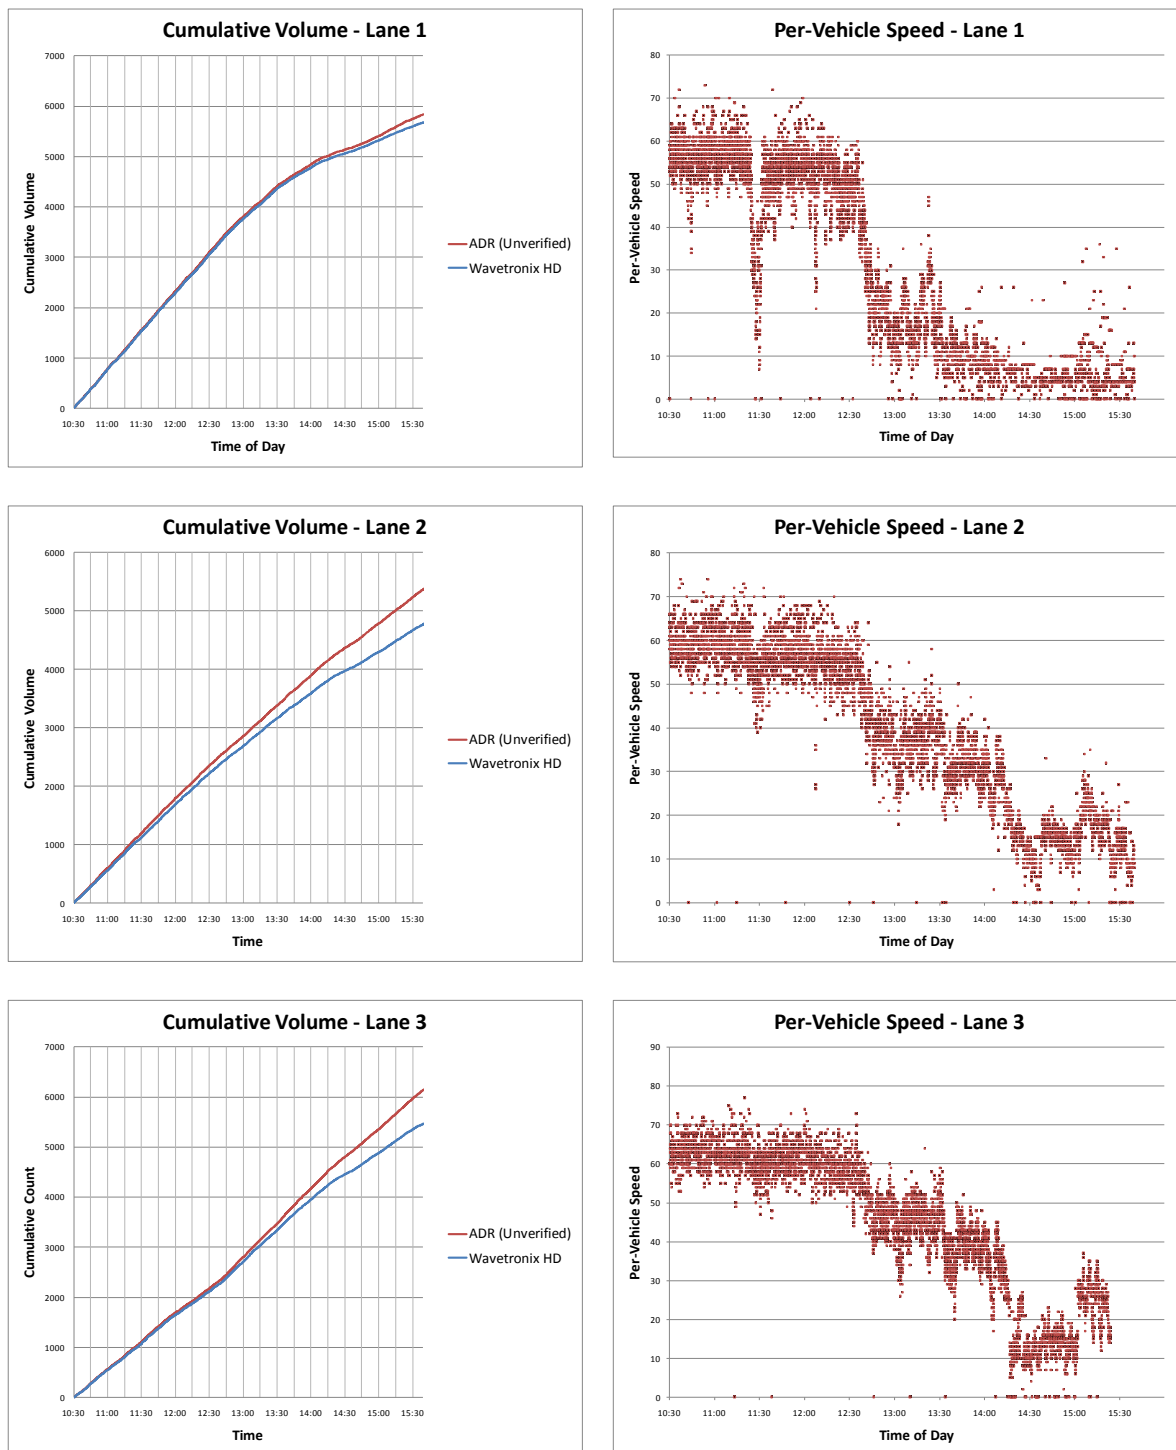 Cumulative Volume - Lane 1
7000
6000
5000
4000
3000
2000
1000
0
Cumulative Volume
10:30 11:00 11:30 12:00 12:30 13:00 13:30 14:00 14:30 15:00 15:30
Time of Day
ADR (Unverified)
Wavetronix HD
Per-Vehicle Speed - Lane 1
80
70
60
50
40
30
20
10
0
Per-Vehicle Speed
10:30 11:00 11:30 12:00 12:30 13:00 13:30 14:00 14:30 15:00 15:30
Time of Day
Cumulative Volume - Lane 2
6000
5000
4000
3000
2000
1000
0
Cumulative Volume
10:30 11:00 11:30 12:00 12:30 13:00 13:30 14:00 14:30 15:00 15:30
Time
ADR (Unverified)
Wavetronix HD
Per-Vehicle Speed - Lane 2
80
70
60
50
40
30
20
10
0
Per-Vehicle Speed
10:30 11:00 11:30 12:00 12:30 13:00 13:30 14:00 14:30 15:00 15:30
Time of Day
Cumulative Volume - Lane 3
7000
6000
5000
4000
3000
2000
1000
0
Cumulative Count
10:30 11:00 11:30 12:00 12:30 13:00 13:30 14:00 14:30 15:00 15:30
Time
ADR (Unverified)
Wavetronix HD
Per-Vehicle Speed - Lane 3
90
80
70
60
50
40
30
20
10
0
Per-Vehicle Speed
10:30 11:00 11:30 12:00 12:30 13:00 13:30 14:00 14:30 15:00 15:30
Time of Day